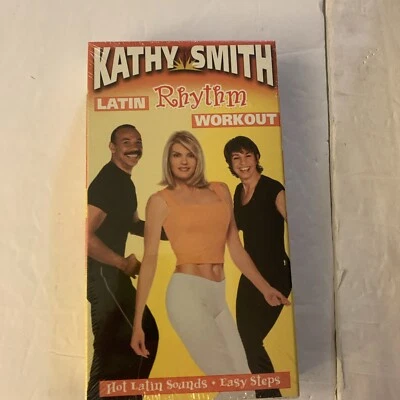 KATHY SMITH
LATIN Rhythm
WORKOUT
Hot Latin Sounds • Easy Steps